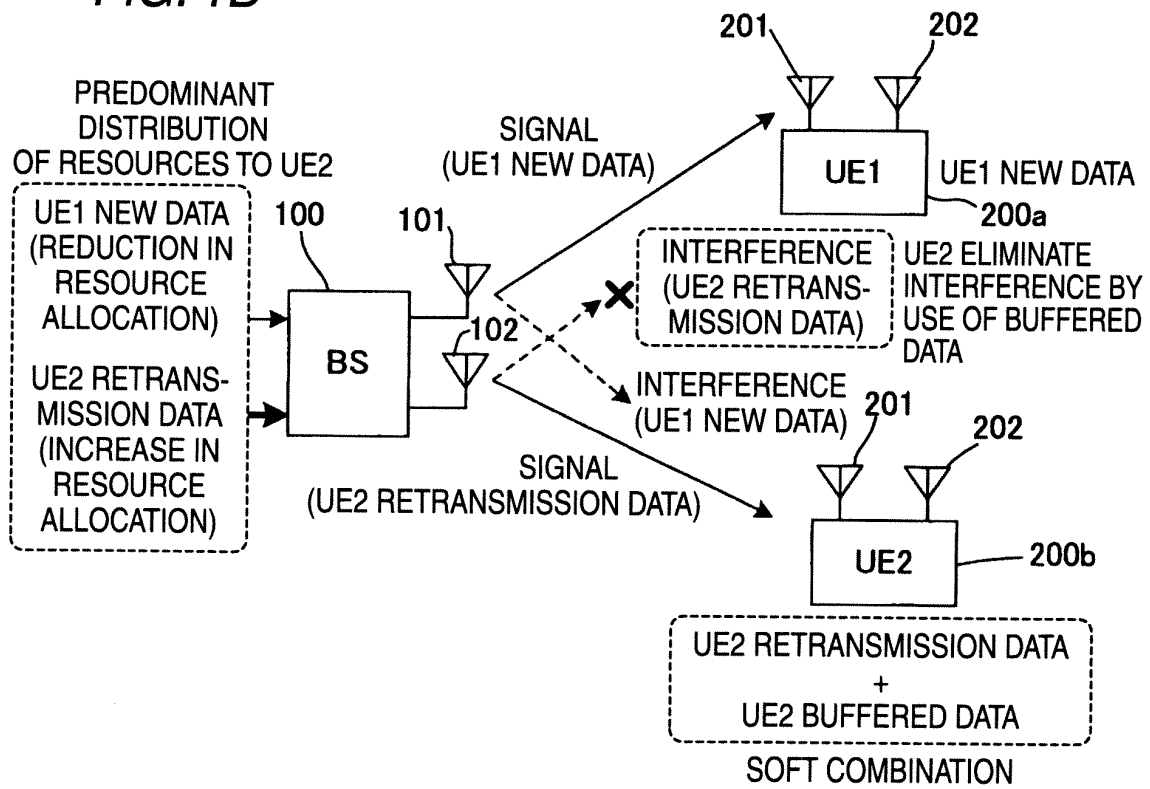 PREDOMINANT
DISTRIBUTION
OF RESOURCES TO UE2
UE1 NEW DATA
(REDUCTION IN
RESOURCE
ALLOCATION)
UE2 RETRANS-
MISSION DATA
(INCREASE IN
RESOURCE
ALLOCATION)
100
BS
101
102
SIGNAL
(UE1 NEW DATA)
201
202
UE1
UE1 NEW DATA
200a
INTERFERENCE
(UE2 RETRANS-
MISSION DATA)
UE2 ELIMINATE
INTERFERENCE BY
USE OF BUFFERED
DATA
INTERFERENCE
(UE1 NEW DATA)
SIGNAL
(UE2 RETRANSMISSION DATA)
201
202
UE2
200b
UE2 RETRANSMISSION DATA
+
UE2 BUFFERED DATA
SOFT COMBINATION